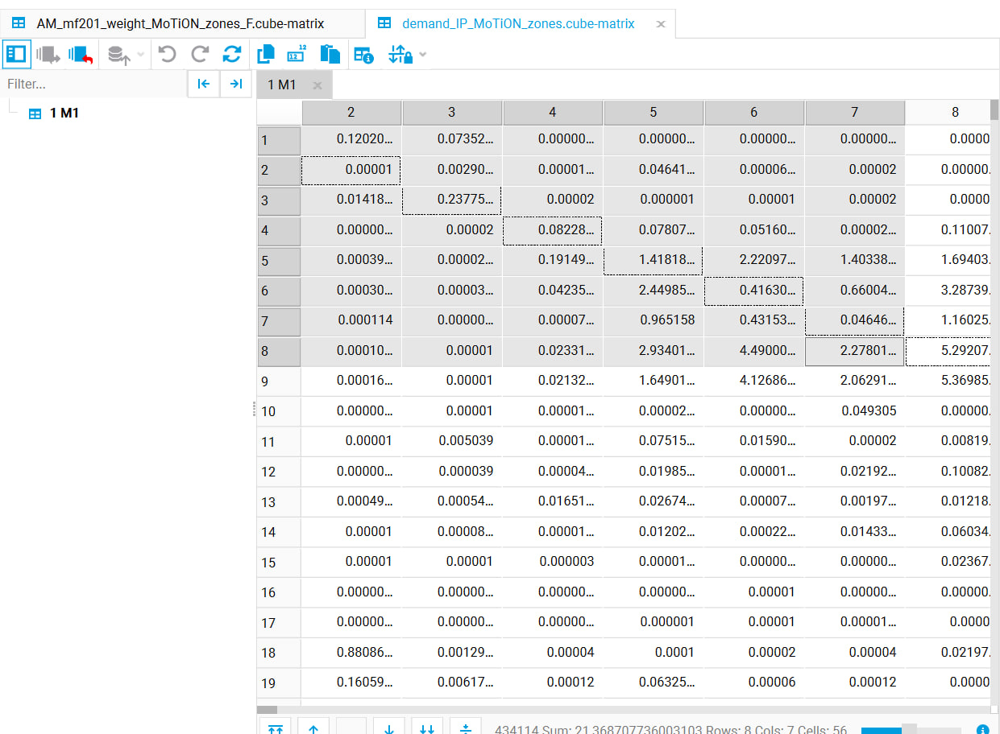 AM_mf201_weight_MoTiON_zones_F.cube-matrix demand_IP_MoTiON_zones.cube-matrix
12
12
Filter...
1 M1
1 M1
2 3 4 5 6 7 8
1 0.12020... 0.07352... 0.00000... 0.00000... 0.00000... 0.00000... 0.0000
2 0.00001 0.00290... 0.00001... 0.04641... 0.00006... 0.00002 0.00000.
3 0.01418... 0.23775... 0.00002 0.000001 0.00001 0.00002 0.0000
4 0.00000... 0.00002 0.08228... 0.07807... 0.05160... 0.00002... 0.11007.
5 0.00039... 0.00002... 0.19149... 1.41818... 2.22097... 1.40338... 1.69403.
6 0.00030... 0.00003... 0.04235... 2.44985... 0.41630... 0.66004... 3.28739.
7 0.000114 0.00000... 0.00007... 0.965158 0.43153... 0.04646... 1.16025.
8 0.00010... 0.00001 0.02331... 2.93401... 4.49000... 2.27801... 5.29207.
9 0.00016... 0.00001 0.02132... 1.64901... 4.12686... 2.06291... 5.36985.
10 0.00000... 0.00001 0.00001... 0.00002... 0.00000... 0.049305 0.00000.
11 0.00001 0.005039 0.00001... 0.07515... 0.01590... 0.00002 0.00819.
12 0.00000... 0.000039 0.00004... 0.01985... 0.00001... 0.02192... 0.10082.
13 0.00049... 0.00054... 0.01651... 0.02674... 0.00007... 0.00197... 0.01218.
14 0.00001 0.00008... 0.00001... 0.01202... 0.00022... 0.01433... 0.06034.
15 0.00001 0.00001 0.000003 0.00001... 0.00000... 0.00000... 0.02367.
16 0.00000... 0.00000... 0.00000... 0.00000... 0.00001 0.00000... 0.00000.
17 0.00000... 0.00000... 0.00000... 0.000001 0.00001 0.00001... 0.0000
18 0.88086... 0.00129... 0.00004 0.0001 0.00002 0.00004 0.02197.
19 0.16059... 0.00617... 0.00012 0.06325... 0.00006 0.00012 0.0000
434114 Sum: 21.368707736003103 Rows: 8 Cols: 7 Cells: 56